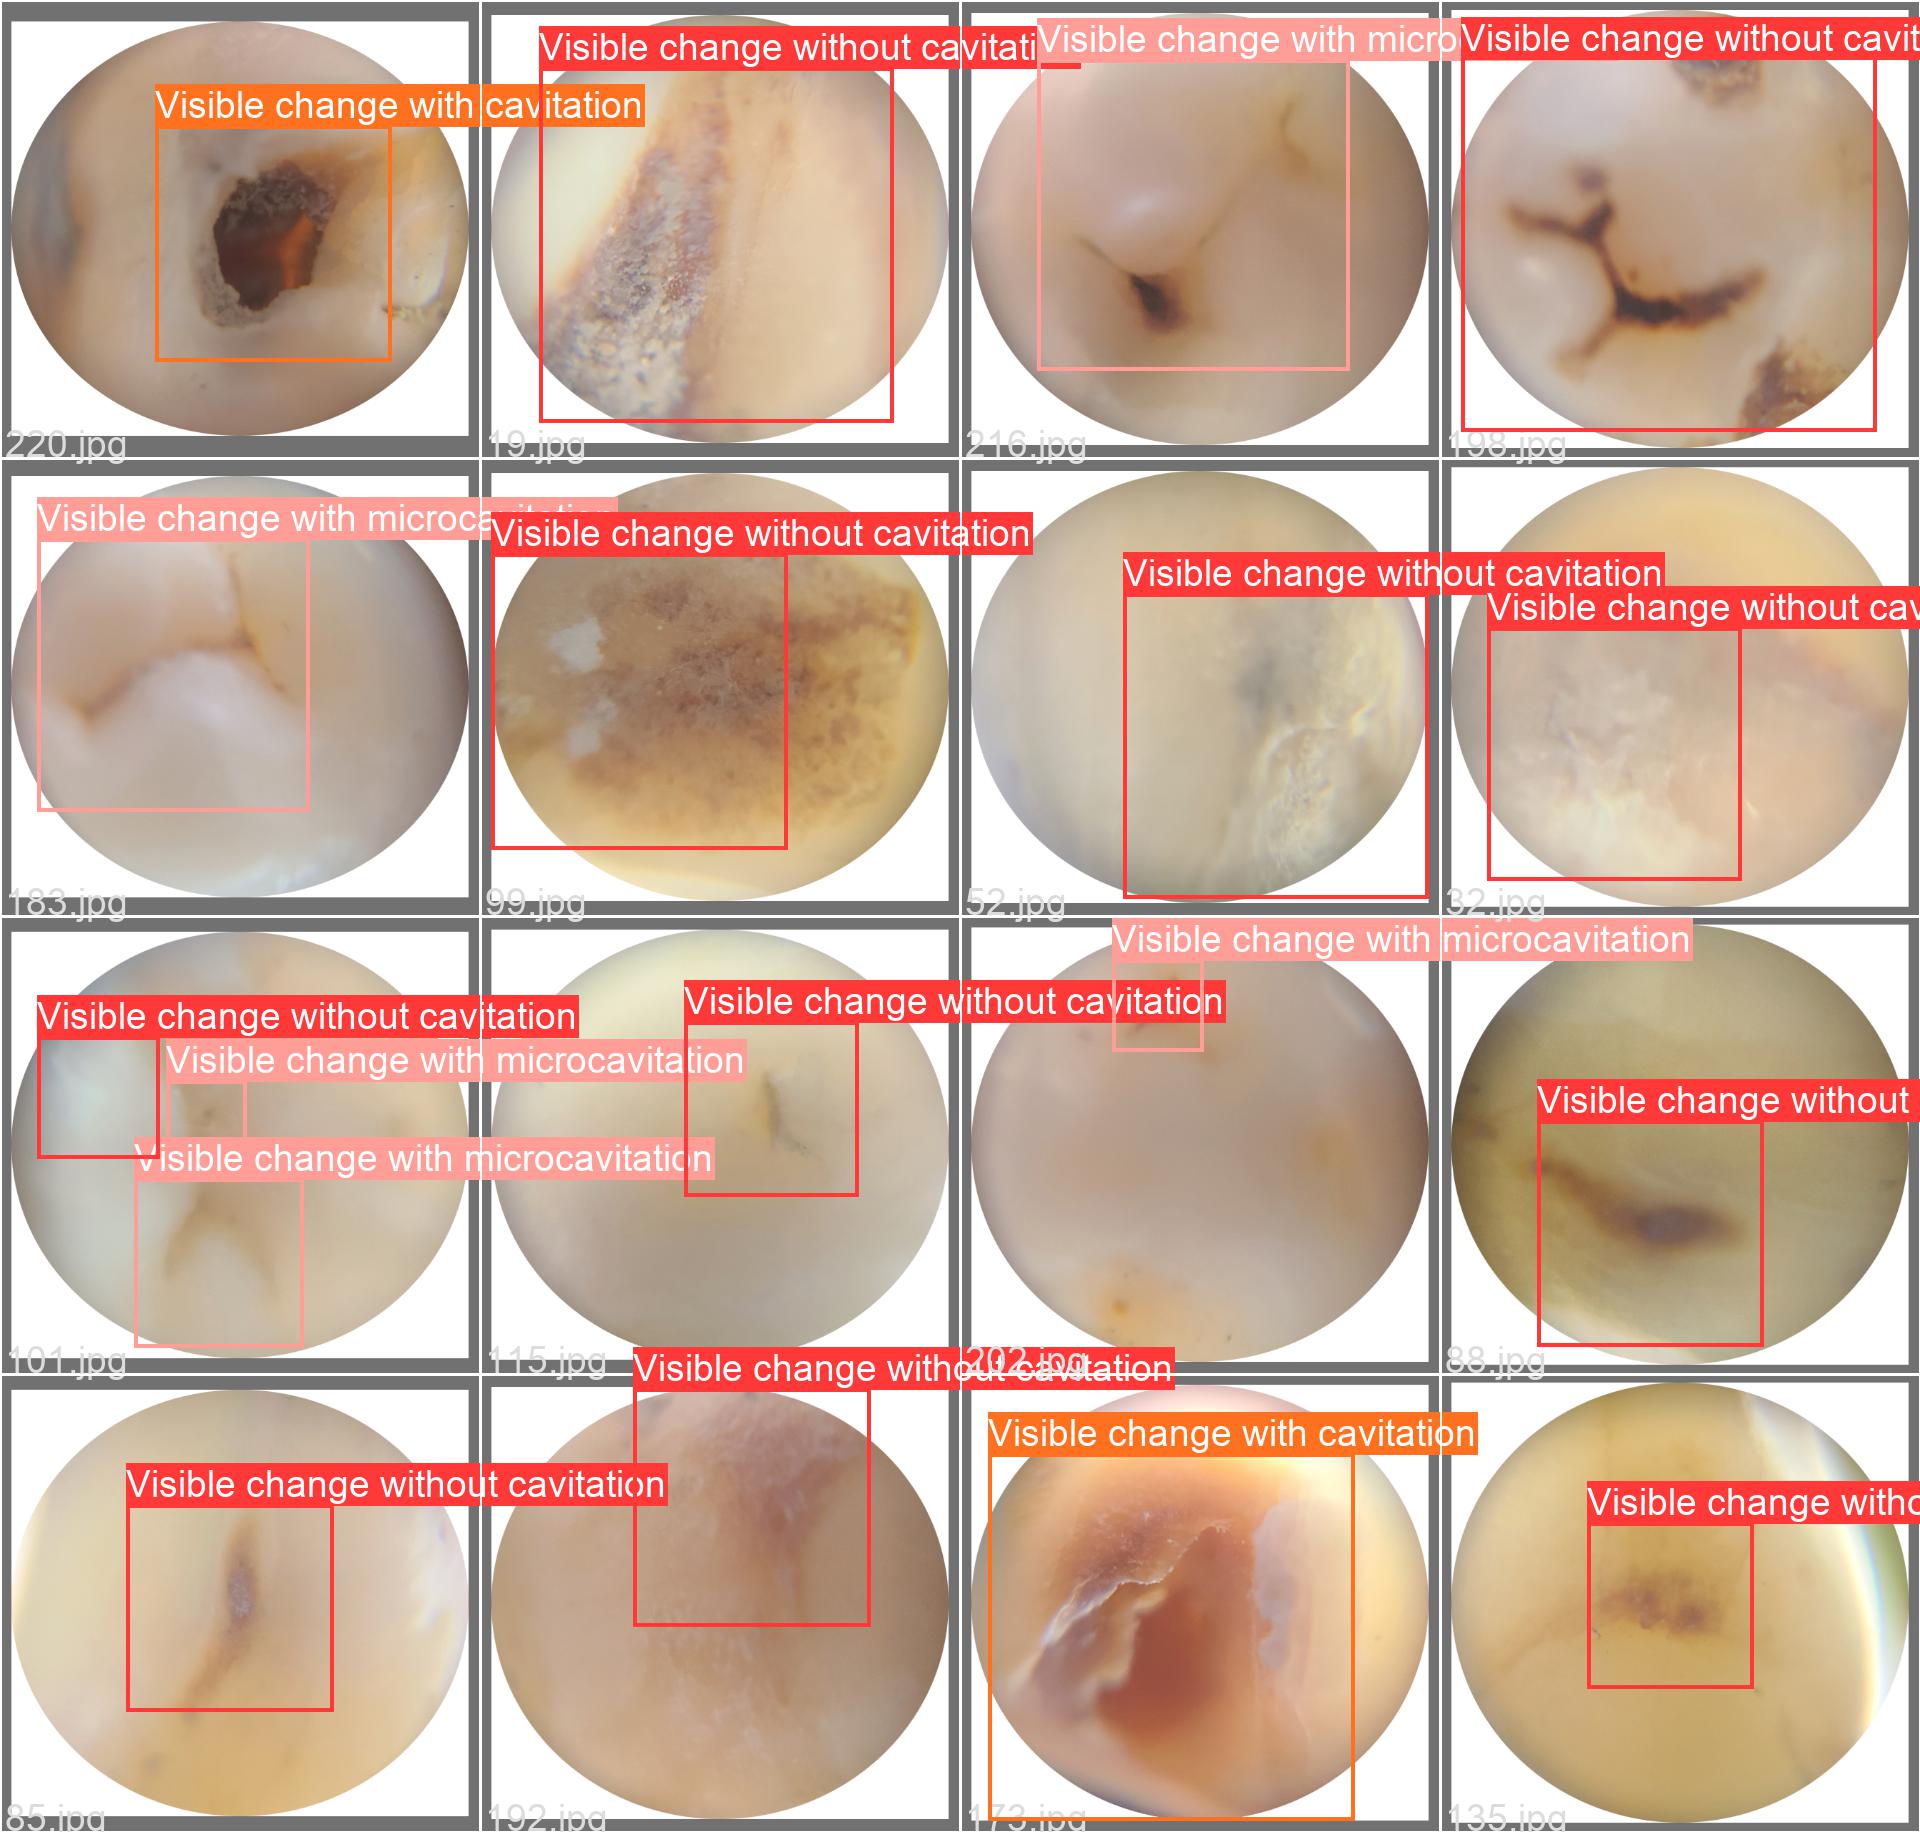 Visible change with cavitation
Visible change without cavitati
Visible change with micro
Visible change without cavit
220.jpg
19.jpg
216.jpg
198.jpg
Visible change with microca
Visible change without cavitation
Visible change without cavitation
Visible change without cav
183.jpg
99.jpg
52.jpg
32.jpg
Visible change without cavitation
Visible change with microcavitation
Visible change with microcavitation
Visible change without cavitation
Visible change with microcavitation
Visible change without
101.jpg
115.jpg
202.jpg
88.jpg
Visible change without cavitation
Visible change without cavitation
Visible change with cavitation
Visible change witho
85.jpg
192.jpg
173.jpg
135.jpg